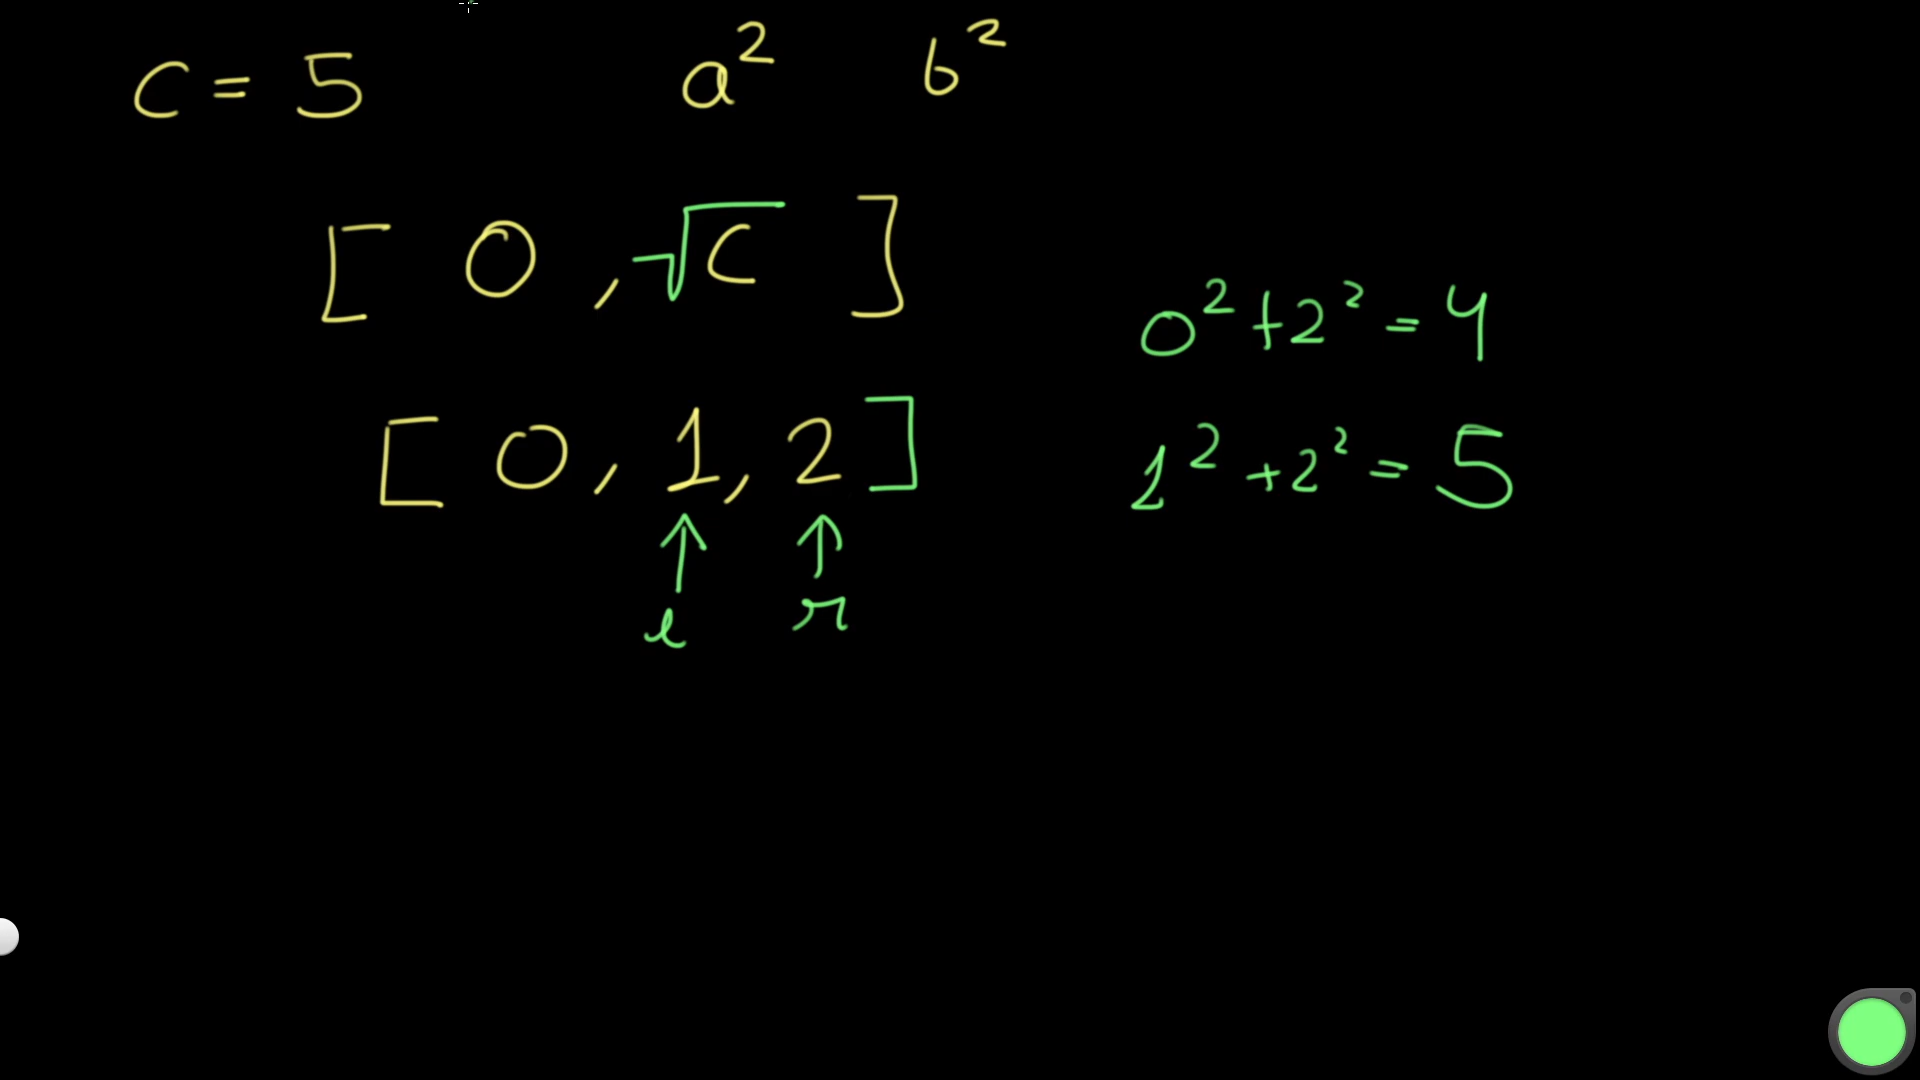 c = 5 a² b²
[ 0 , √c ]
0² + 2² = 4
[ 0 , 1 , 2 ]
1² + 2² = 5
l r